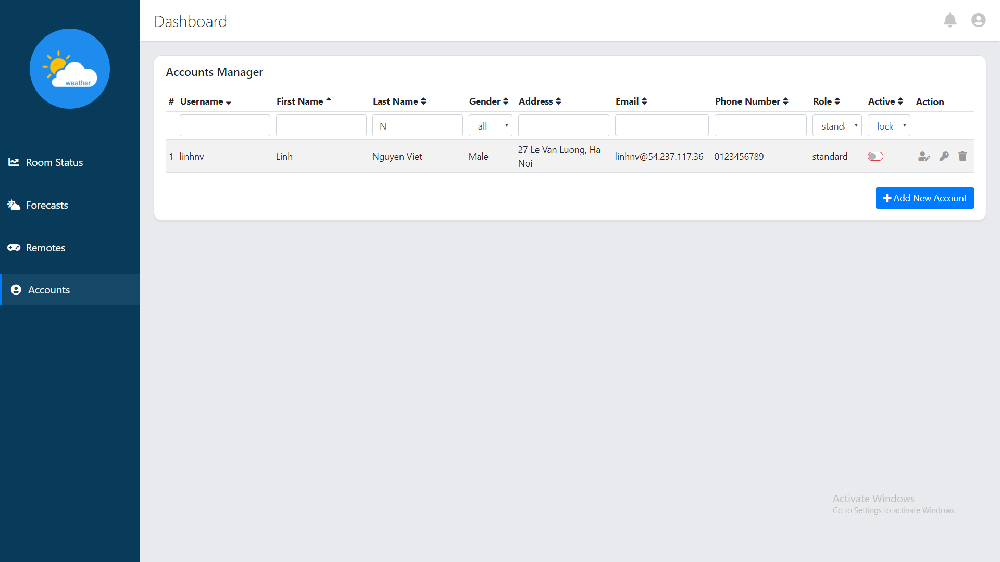 Dashboard
weather
Accounts Manager
# Username First Name Last Name Gender Address Email Phone Number Role Active Action
N all stand lock
1 linhnv Linh Nguyen Viet Male 27 Le Van Luong, Ha Noi linhnv@54.237.117.36 0123456789 standard
Add New Account
Room Status
Forecasts
Remotes
Accounts
Activate Windows
Go to Settings to activate Windows.